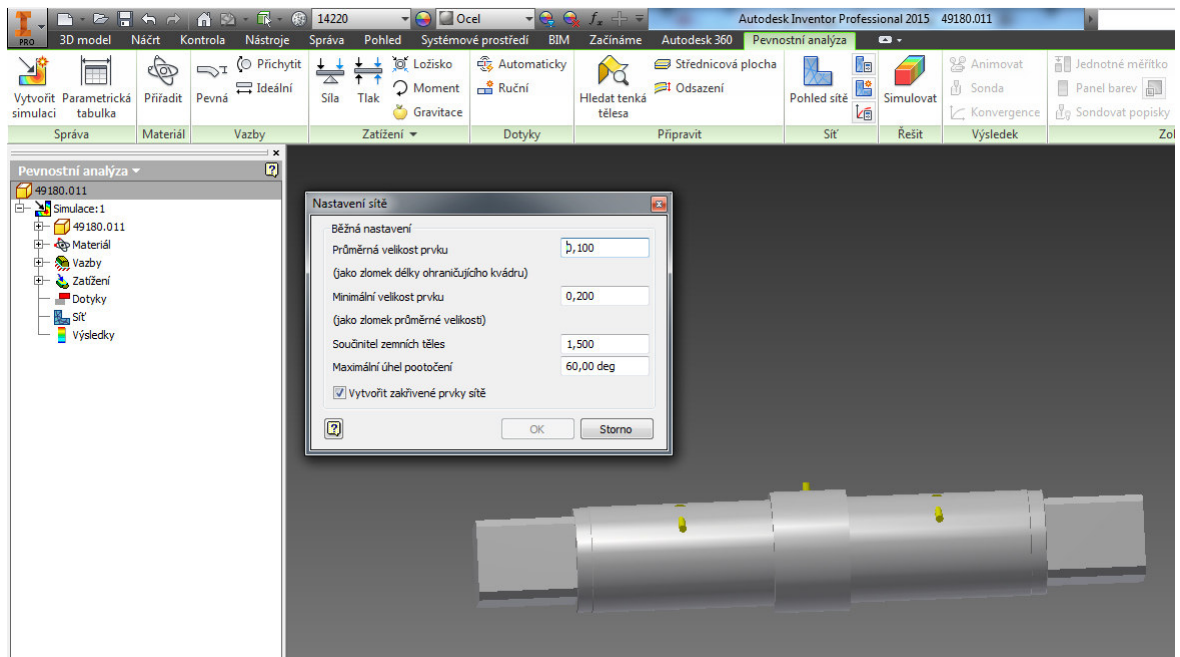 14220 Ocel Autodesk Inventor Professional 2015 49180.011
PRO 3D model Náčrt Kontrola Nástroje Správa Pohled Systémové prostředí BIM Začínáme Autodesk 360 Pevnostní analýza
Vytvořit simulaci
Parametrická tabulka
Přiřadit
Pevná
Přichytit
Ideální
Síla
Tlak
Ložisko
Moment
Gravitace
Automaticky
Ruční
Hledat tenká tělesa
Střednicová plocha
Odsazení
Pohled sítě
Simulovat
Animovat
Sonda
Konvergence
Jednotné měřítko
Panel barev
Sondovat popisky
Správa Materiál Vazby Zatížení Dotyky Připravit Síť Řešit Výsledek Zo
Pevnostní analýza
49180.011
Simulace:1
49180.011
Materiál
Vazby
Zatížení
Dotyky
Síť
Výsledky
Nastavení sítě
Běžná nastavení
Průměrná velikost prvku 0,100
(jako zlomek délky ohraničujícího kvádru)
Minimální velikost prvku 0,200
(jako zlomek průměrné velikosti)
Součinitel zemních těles 1,500
Maximální úhel pootočení 60,00 deg
Vytvořit zakřivené prvky sítě
OK Storno